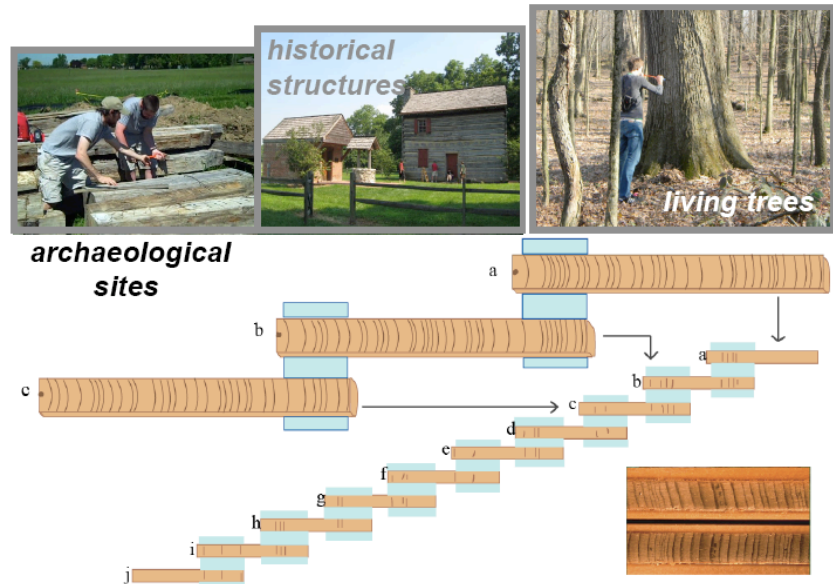 historical
structures
living trees
archaeological
sites
a
b
c
a
b
c
d
e
f
g
h
i
j